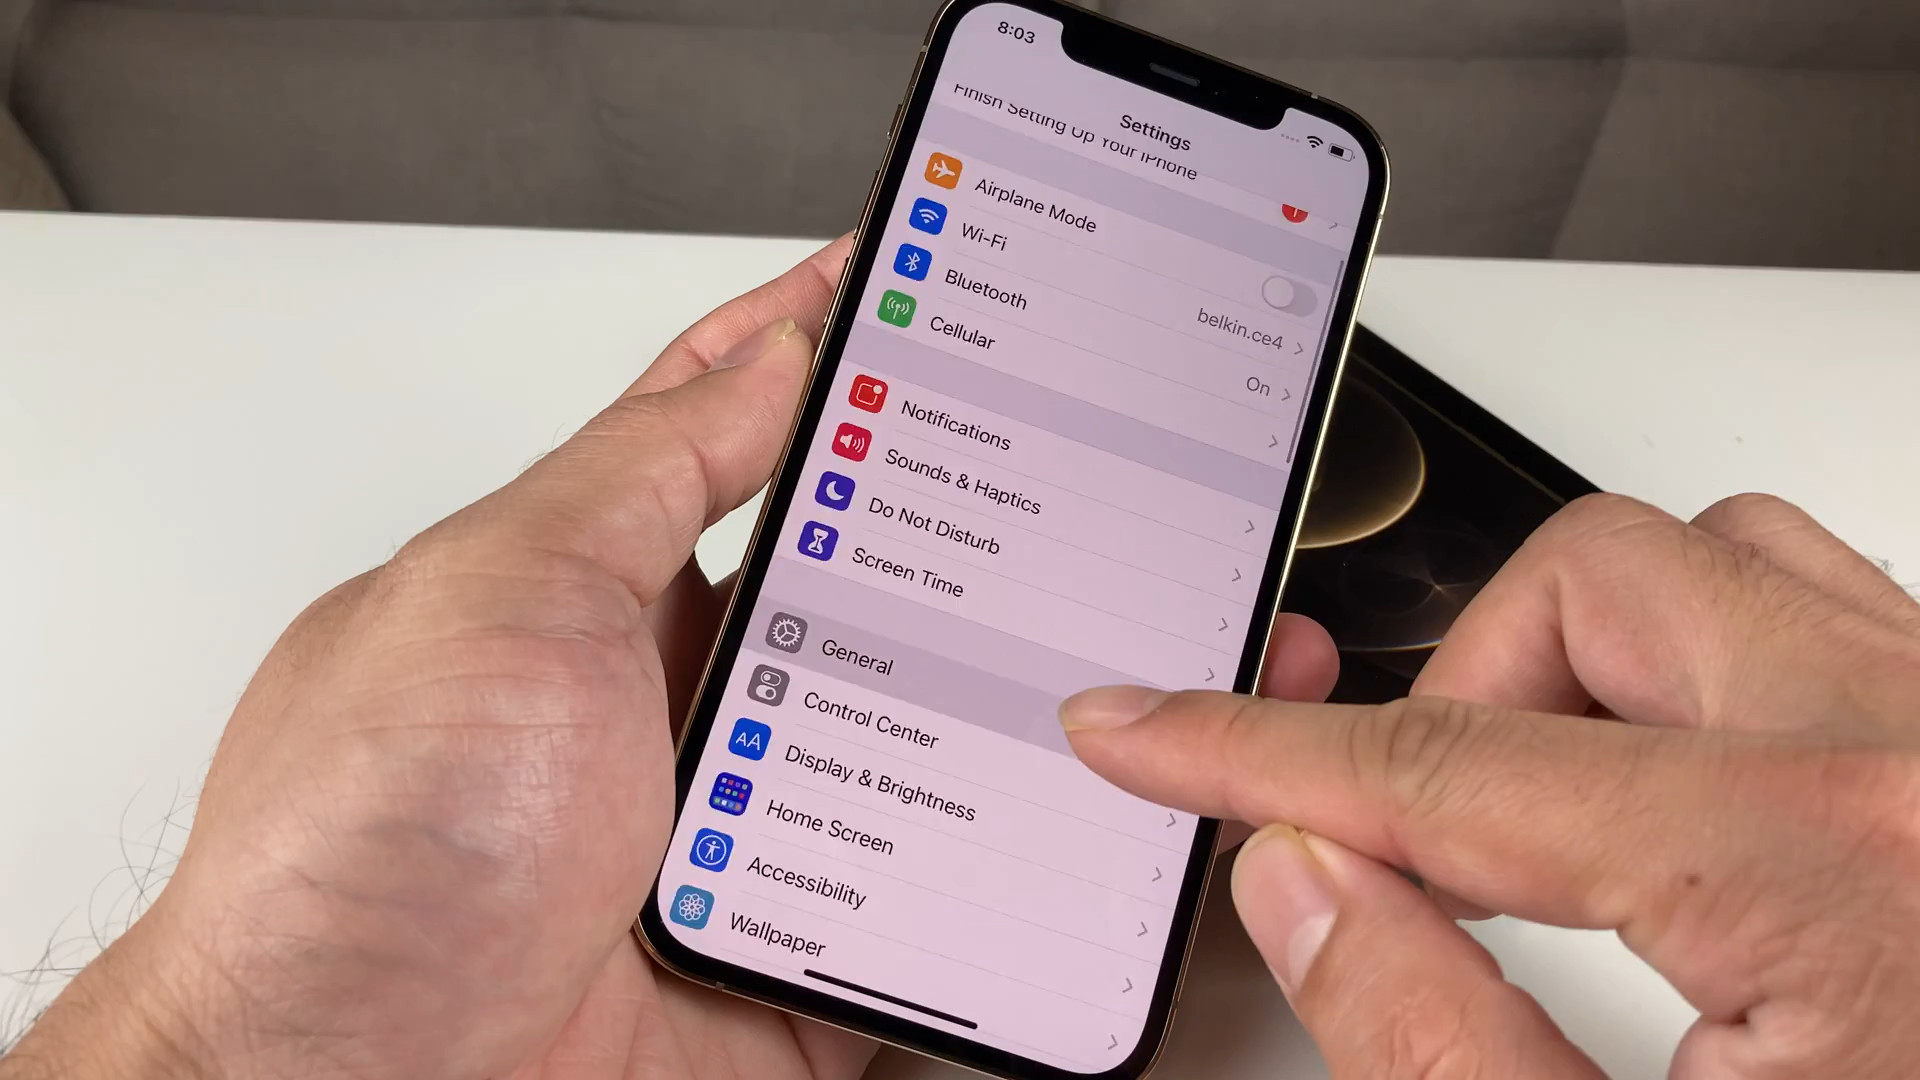 8:03
Settings
Finish Setting Up Your iPhone
Airplane Mode
Wi-Fi
belkin.ce4
Bluetooth
On
Cellular
Notifications
Sounds & Haptics
Do Not Disturb
Screen Time
General
Control Center
AA
Display & Brightness
Home Screen
Accessibility
Wallpaper